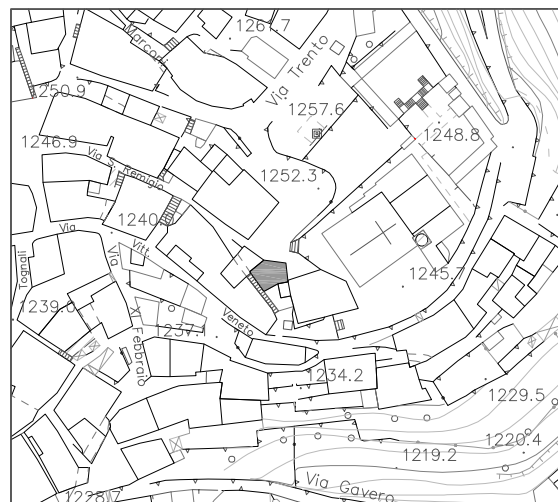 1261.7
Marconi
Via Trento
1250.9
1257.6
1248.8
1246.9
Via S. Remigio
1252.3
1240.
Via Vitt. Veneto
Tognali
Via XI Febbraio
1245.7
1239.6
1237.1
1234.2
1229.5
1220.4
1219.2
Via Gavero
1228.7